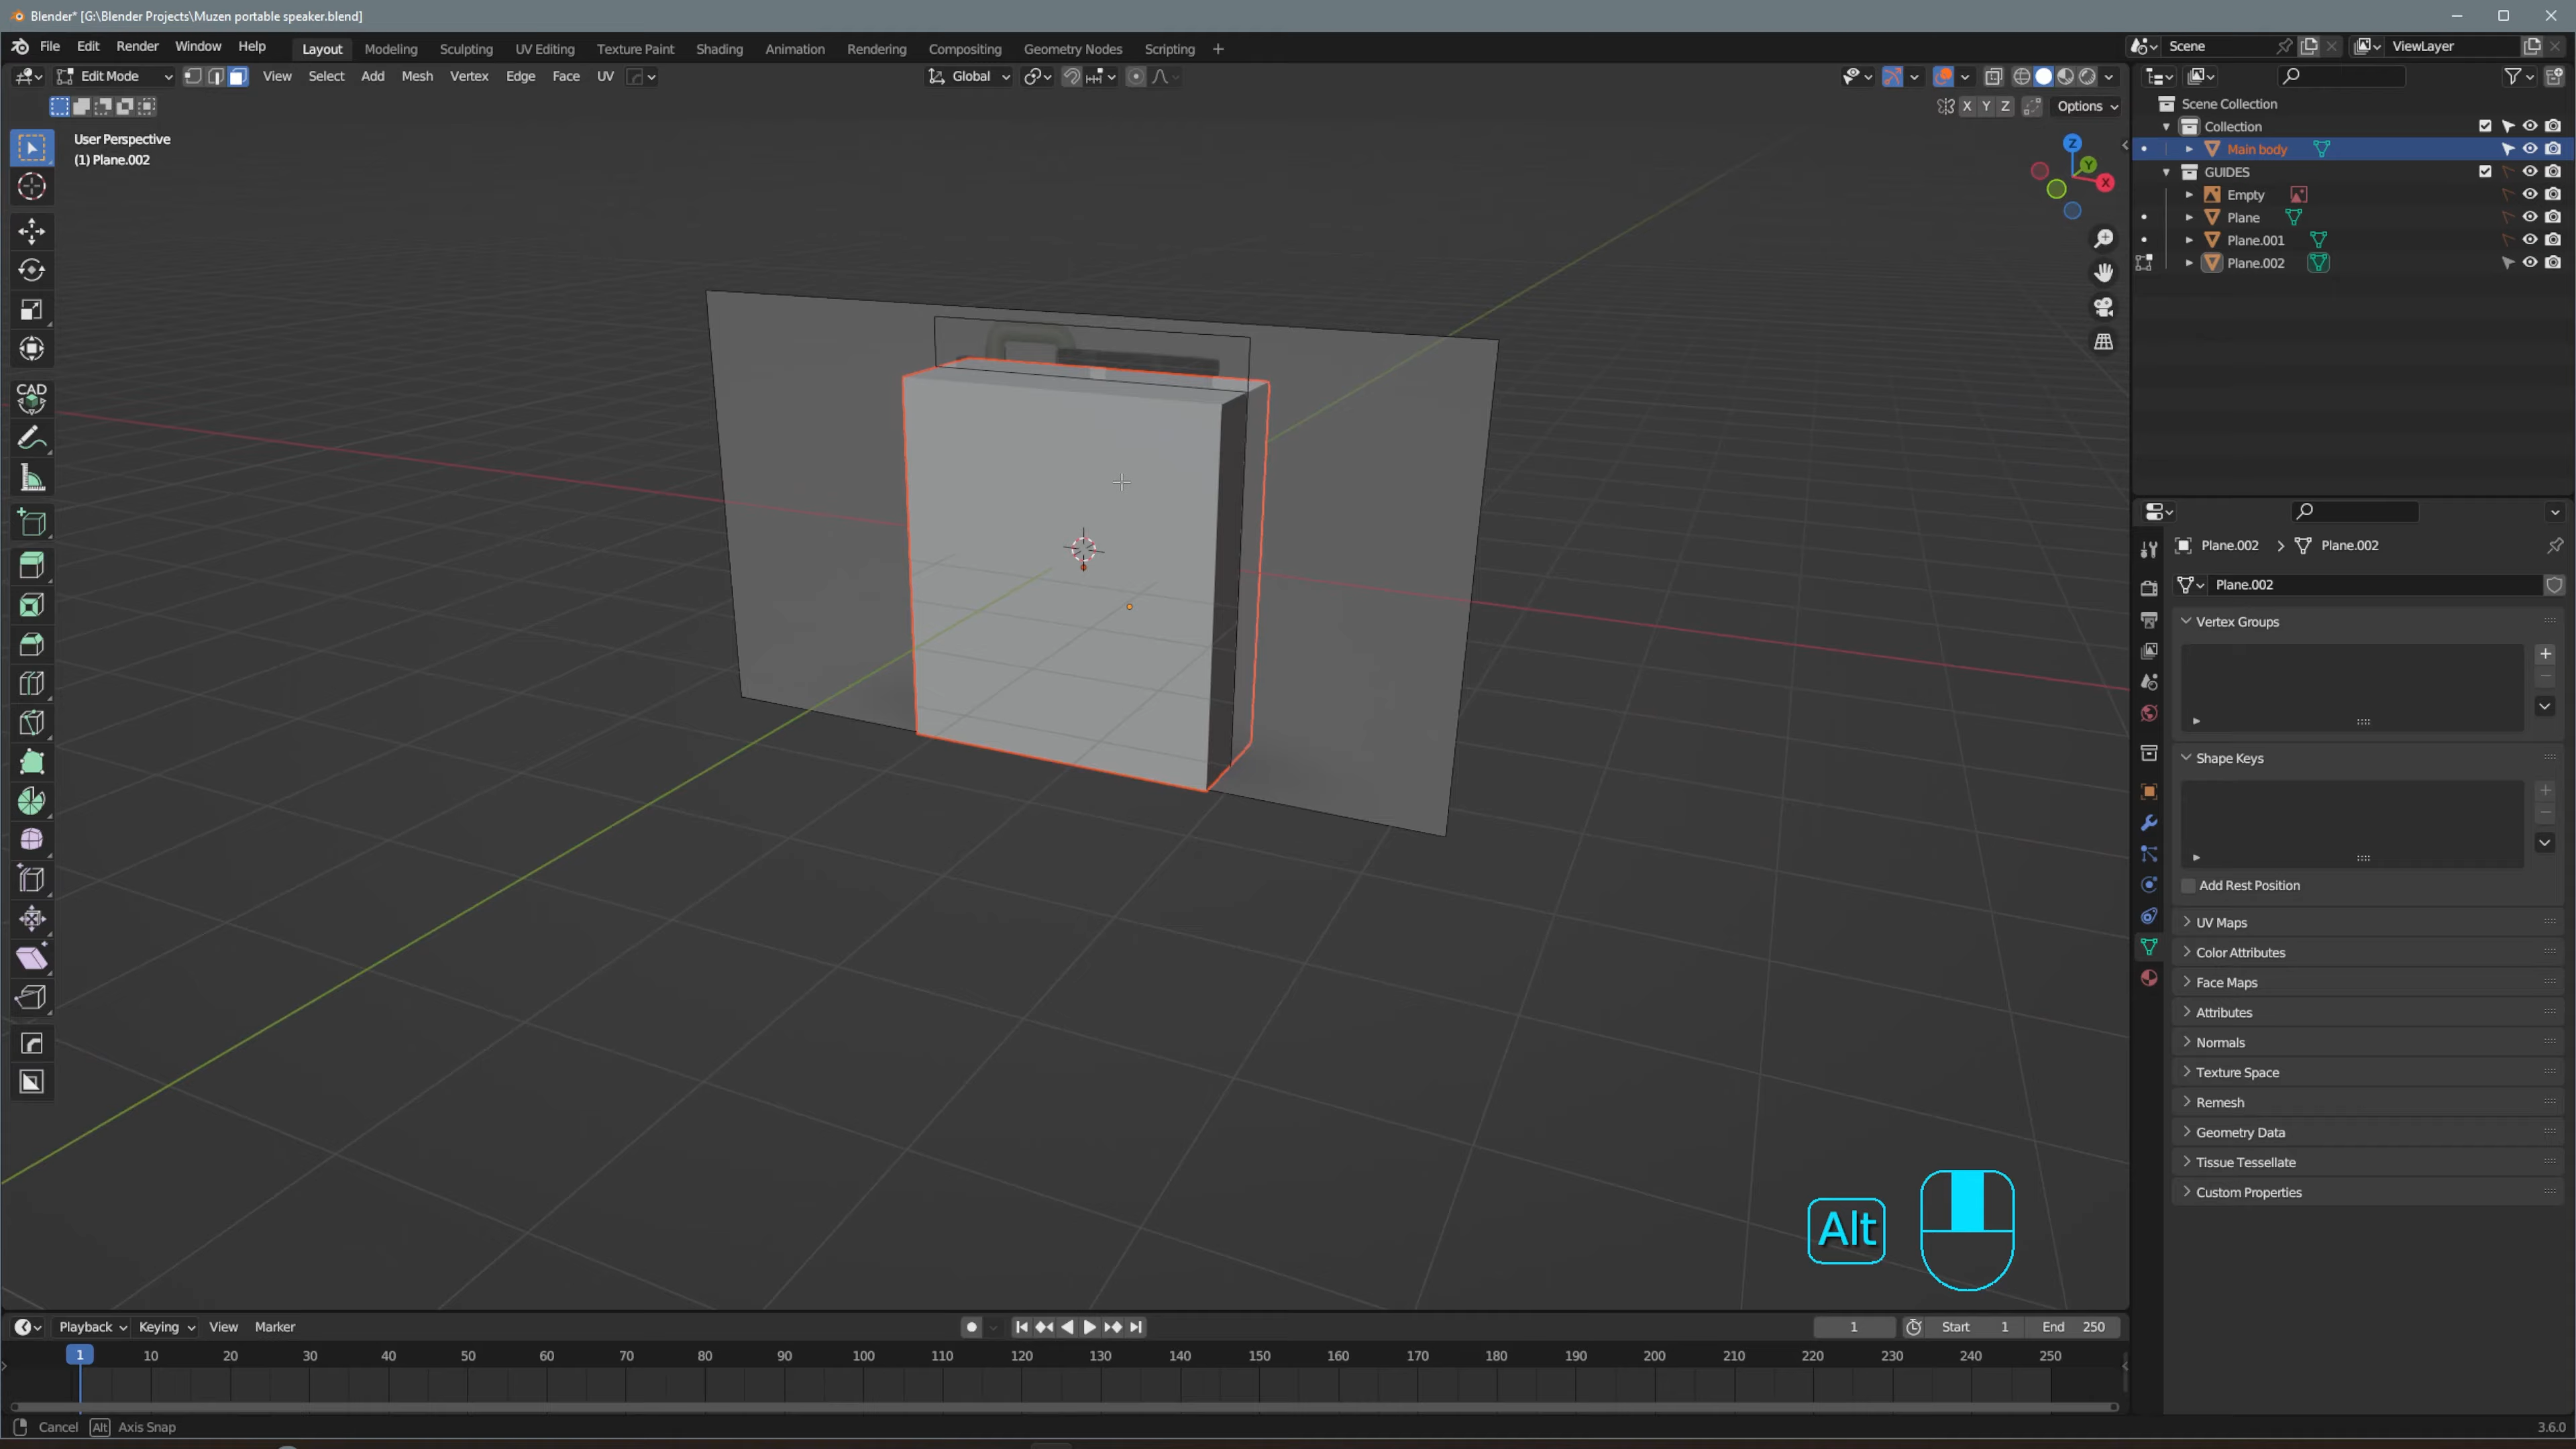 Blender* [G:\Blender Projects\Muzen portable speaker.blend]
File Edit Render Window Help Layout Modeling Sculpting UV Editing Texture Paint Shading Animation Rendering Compositing Geometry Nodes Scripting + Scene ViewLayer
Edit Mode View Select Add Mesh Vertex Edge Face UV Global
X Y Z Options
User Perspective
(1) Plane.002
Z
Y
X
CAD
Scene Collection
Collection
Main body
GUIDES
Empty
Plane
Plane.001
Plane.002
Plane.002 > Plane.002
Plane.002
Vertex Groups
Shape Keys
Add Rest Position
UV Maps
Color Attributes
Face Maps
Attributes
Normals
Texture Space
Remesh
Geometry Data
Tissue Tessellate
Custom Properties
Alt
Playback Keying View Marker 1 Start 1 End 250
1 10 20 30 40 50 60 70 80 90 100 110 120 130 140 150 160 170 180 190 200 210 220 230 240 250
Cancel Alt Axis Snap 3.6.0